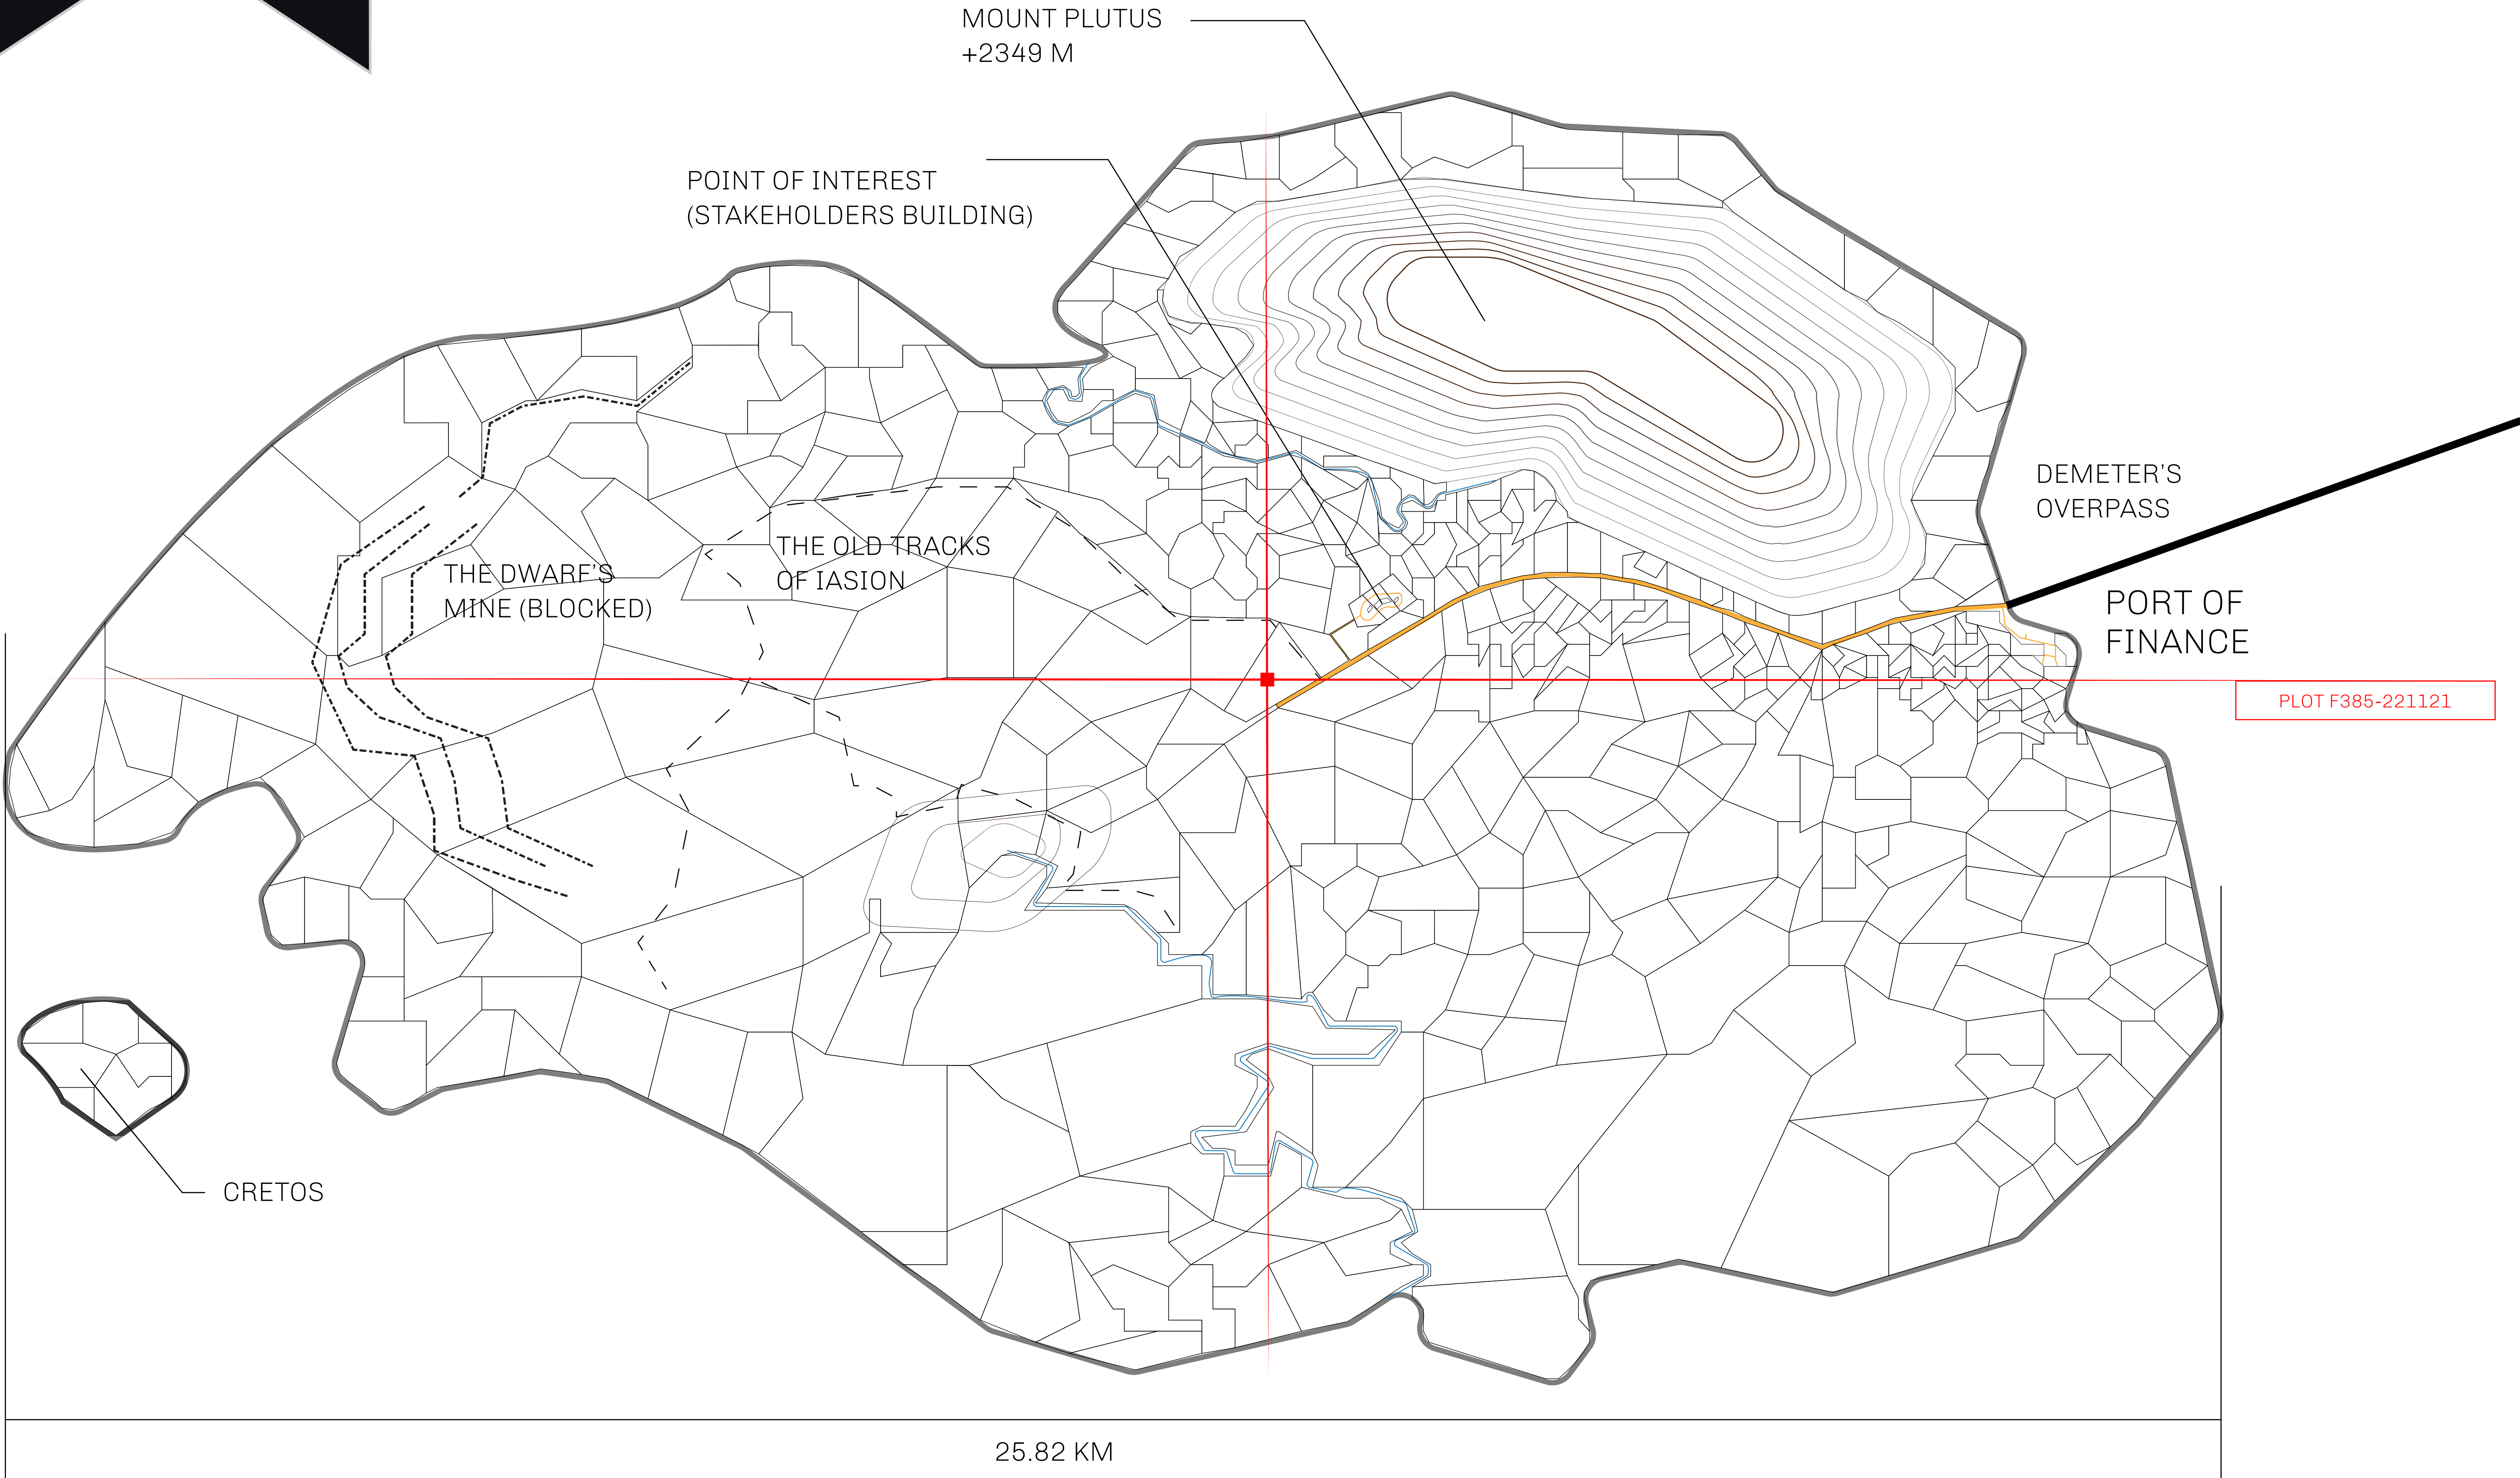 MOUNT PLUTUS
+2349 M
POINT OF INTEREST
(STAKEHOLDERS BUILDING)
DEMETER'S
OVERPASS
THE OLD TRACKS
OF IASION
THE DWARF'S
MINE (BLOCKED)
PORT OF
FINANCE
PLOT F385-221121
CRETOS
25.82 KM